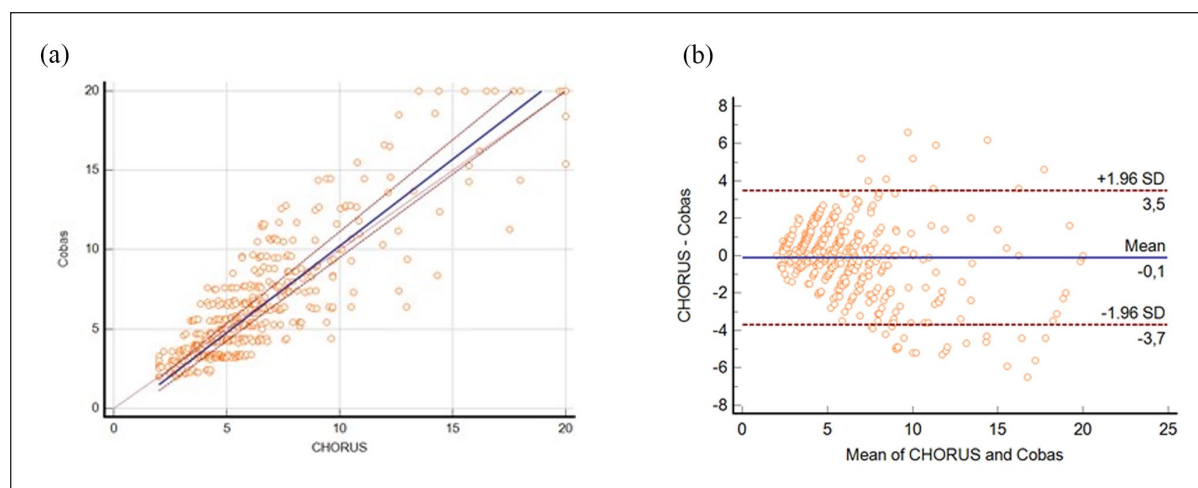 (a)
20
15
10
5
0
Cobas
0 5 10 15 20
CHORUS
(b)
8
6
4
2
0
-2
-4
-6
-8
CHORUS - Cobas
+1.96 SD
3,5
Mean
-0,1
-1.96 SD
-3,7
0 5 10 15 20 25
Mean of CHORUS and Cobas